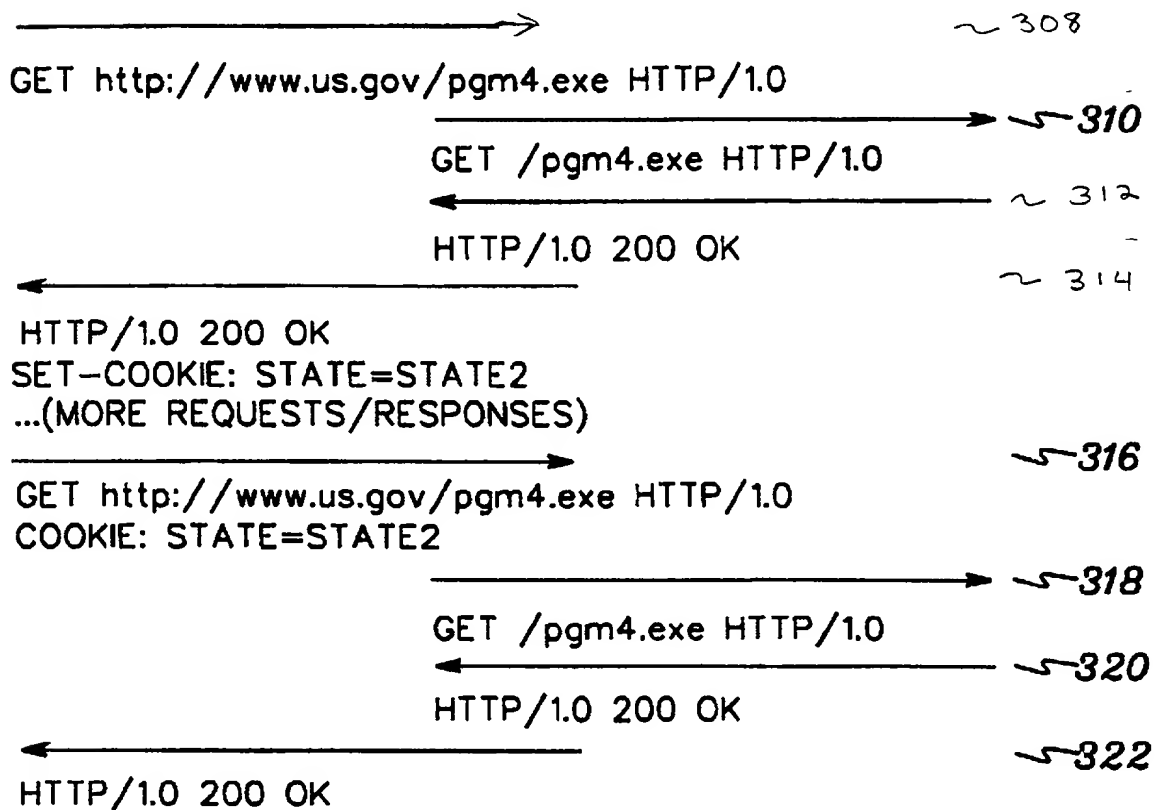 308
GET http://www.us.gov/pgm4.exe HTTP/1.0
310
GET /pgm4.exe HTTP/1.0
312
HTTP/1.0 200 OK
314
HTTP/1.0 200 OK
SET-COOKIE: STATE=STATE2
...(MORE REQUESTS/RESPONSES)
316
GET http://www.us.gov/pgm4.exe HTTP/1.0
COOKIE: STATE=STATE2
318
GET /pgm4.exe HTTP/1.0
320
HTTP/1.0 200 OK
322
HTTP/1.0 200 OK